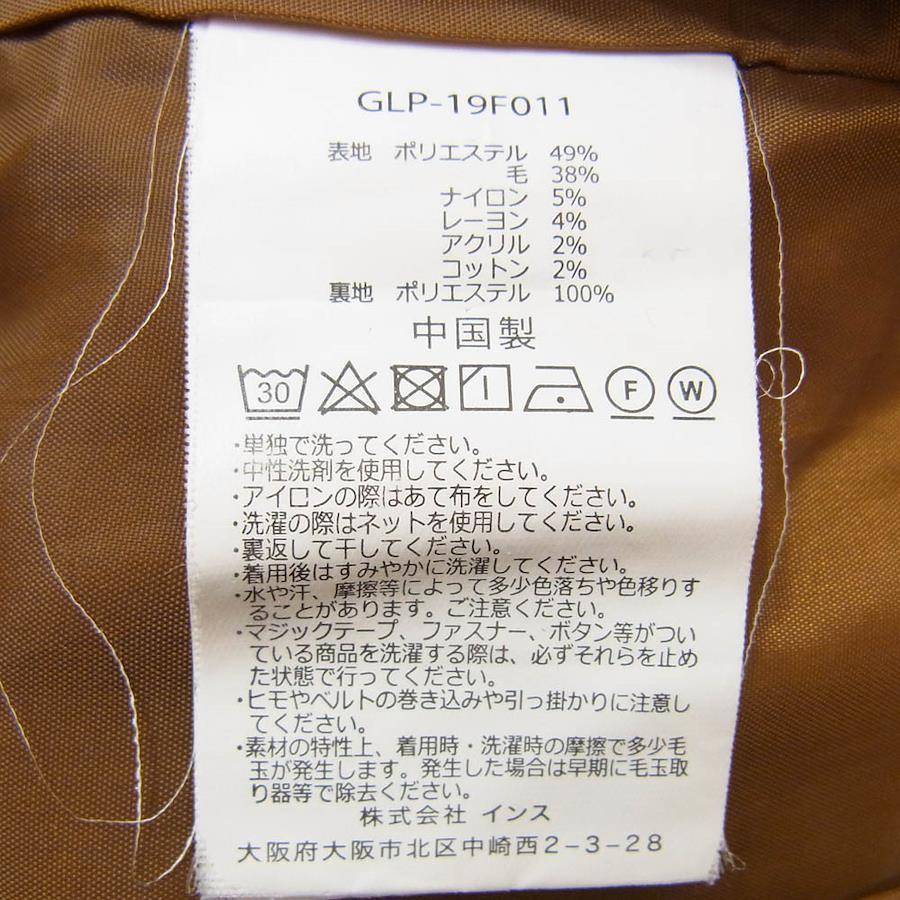 GLP-19F011
表地 ポリエステル 49%
毛 38%
ナイロン 5%
レーヨン 4%
アクリル 2%
コットン 2%
裏地 ポリエステル 100%
中国製
30 F W
・単独で洗ってください。
・中性洗剤を使用してください。
・アイロンの際はあて布をしてください。
・洗濯の際はネットを使用してください。
・裏返して干してください。
・着用後はすみやかに洗濯してください。
・水や汗、摩擦等によって多少色落ちや色移りす
ることがあります。ご注意ください。
・マジックテープ、ファスナー、ボタン等がつい
ている商品を洗濯する際は、必ずそれらを止め
た状態で行ってください。
・ヒモやベルトの巻き込みや引っ掛かりに注意し
てください。
・素材の特性上、着用時・洗濯時の摩擦で多少毛
玉が発生します。発生した場合は早期に毛玉取
り器等で除去ください。
株式会社 インス
大阪府大阪市北区中崎西2-3-28